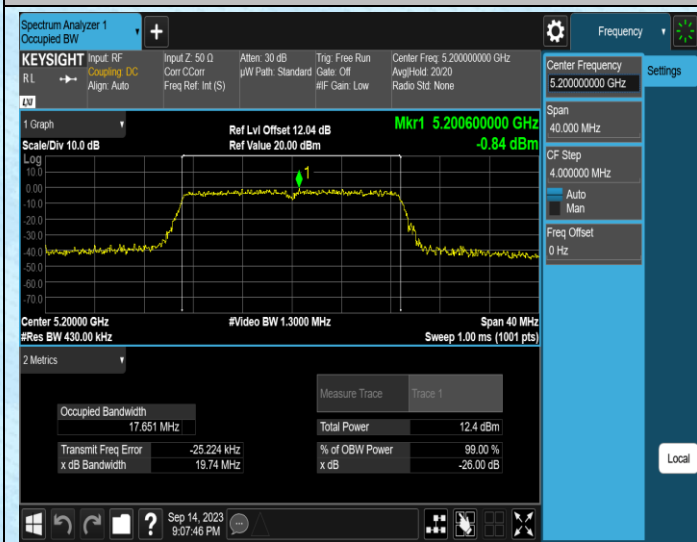 Spectrum Analyzer 1
Occupied BW
Frequency
KEYSIGHT
RL
LXI
Input: RF
Coupling: DC
Align: Auto
Input Z: 50 Ω
Corr CCorr
Freq Ref: Int (S)
Atten: 30 dB
µW Path: Standard
Trig: Free Run
Gate: Off
#IF Gain: Low
Center Freq: 5.200000000 GHz
Avg|Hold: 20/20
Radio Std: None
Center Frequency
5.200000000 GHz
Settings
Span
40.000 MHz
CF Step
4.000000 MHz
Auto
Man
Freq Offset
0 Hz
Local
1 Graph
Scale/Div 10.0 dB
Ref Lvl Offset 12.04 dB
Ref Value 20.00 dBm
Mkr1 5.200600000 GHz
-0.84 dBm
Log
10.0
0.00
-10.0
-20.0
-30.0
-40.0
-50.0
-60.0
-70.0
1
Center 5.20000 GHz
#Res BW 430.00 kHz
#Video BW 1.3000 MHz
Span 40 MHz
Sweep 1.00 ms (1001 pts)
2 Metrics
Measure Trace Trace 1
Occupied Bandwidth
17.651 MHz
Total Power 12.4 dBm
Transmit Freq Error -25.224 kHz
% of OBW Power 99.00 %
x dB Bandwidth 19.74 MHz
x dB -26.00 dB
?
Sep 14, 2023
9:07:46 PM